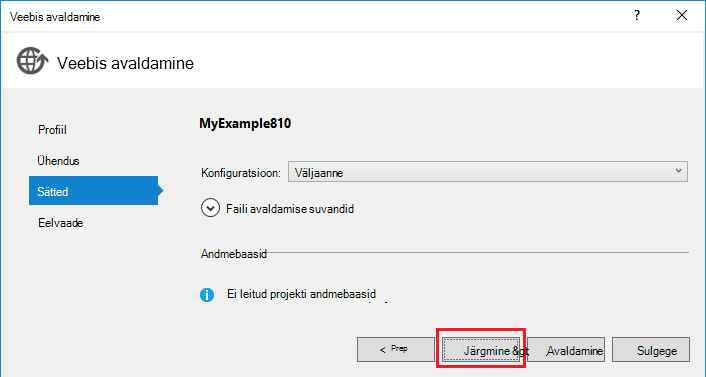 Veebis avaldamine
?
Veebis avaldamine
Profiil
Ühendus
Sätted
Eelvaade
MyExample810
Konfiguratsioon: Väljaanne
Faili avaldamise suvandid
Andmebaasid
Ei leitud projekti andmebaasid
< Prep Järgmine &gt Avaldamine Sulgege